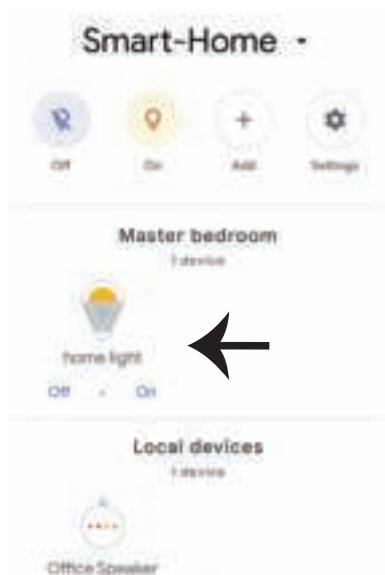 Smart-Home
Off On Add Settings
Master bedroom
1 device
home light
Off • On
Local devices
1 device
Office Speaker